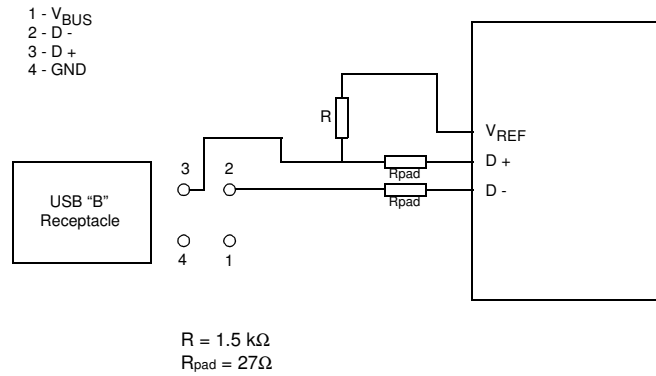 1 - VBUS
2 - D -
3 - D +
4 - GND
R
VREF
D +
Rpad
D -
Rpad
3
2
USB “B”
Receptacle
4
1
R = 1.5 kΩ
Rpad = 27Ω